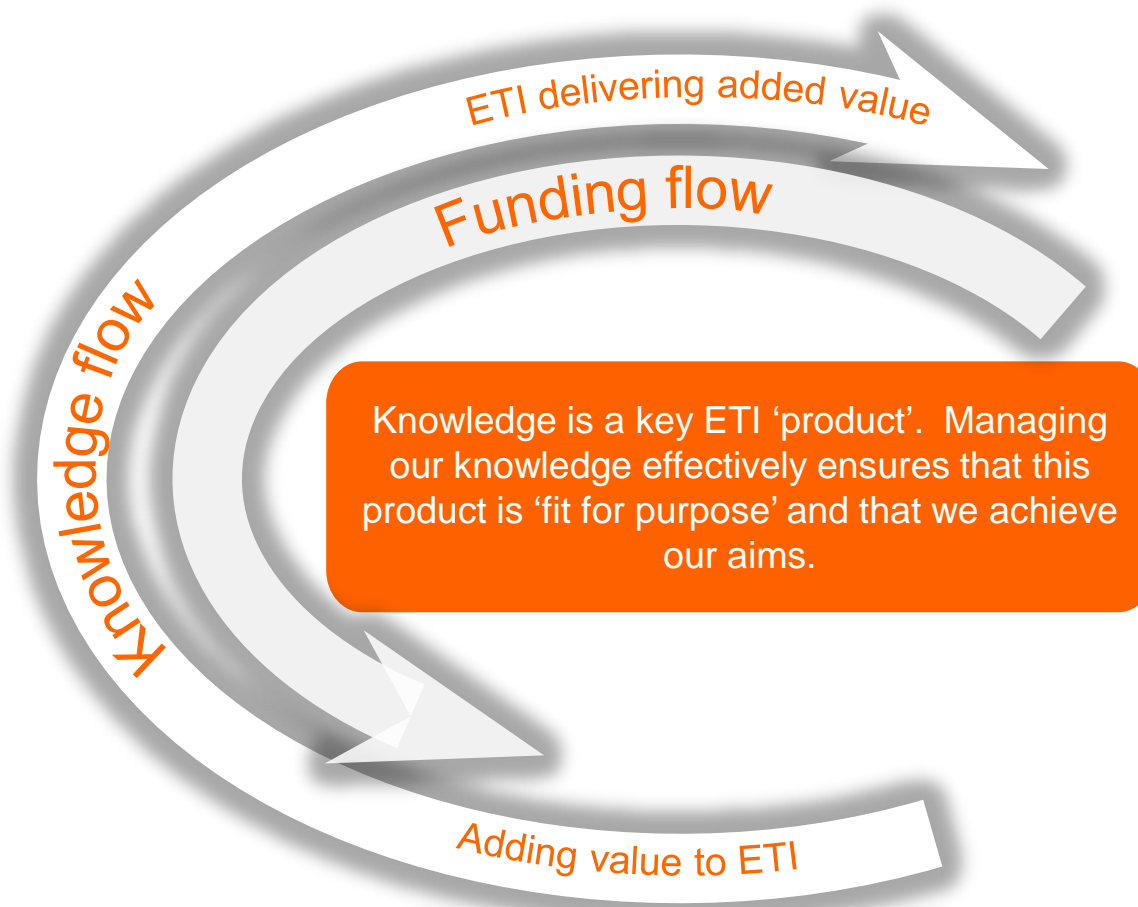 ETI delivering added value
Funding flow
Knowledge flow
Knowledge is a key ETI ‘product’.  Managing
our knowledge effectively ensures that this
product is ‘fit for purpose’ and that we achieve
our aims.
Adding value to ETI